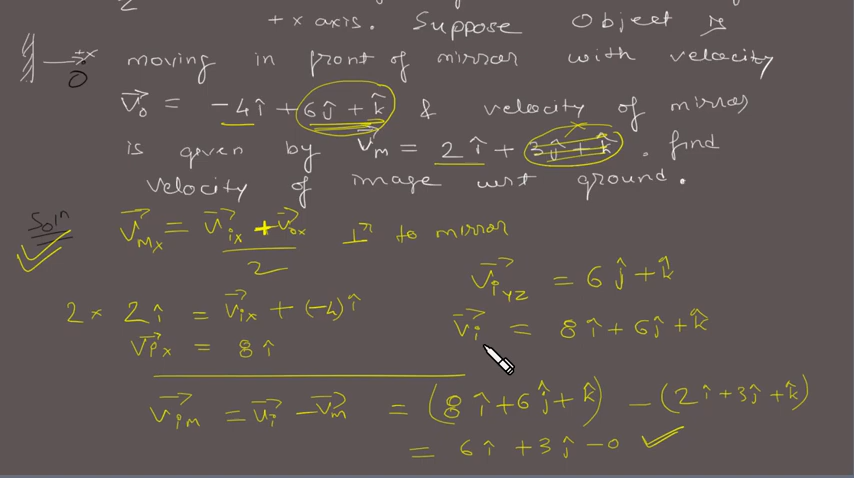 2
+x axis. Suppose Object is
+x
O
moving in front of mirror with velocity
V⃗o = -4î + 6ĵ + k̂ & velocity of mirror
is given by V⃗m = 2î + 3ĵ + k̂ . find
velocity of image wrt ground.
Soln
V⃗Mx = (V⃗ix + V⃗ox)/2 ⊥r to mirror
V⃗iyz = 6ĵ + k̂
2 × 2î = V⃗ix + (-4)î
V⃗i = 8î + 6ĵ + k̂
V⃗ix = 8î
V⃗im = V⃗i - V⃗m = (8î + 6ĵ + k̂) - (2î + 3ĵ + k̂)
= 6î + 3ĵ - 0